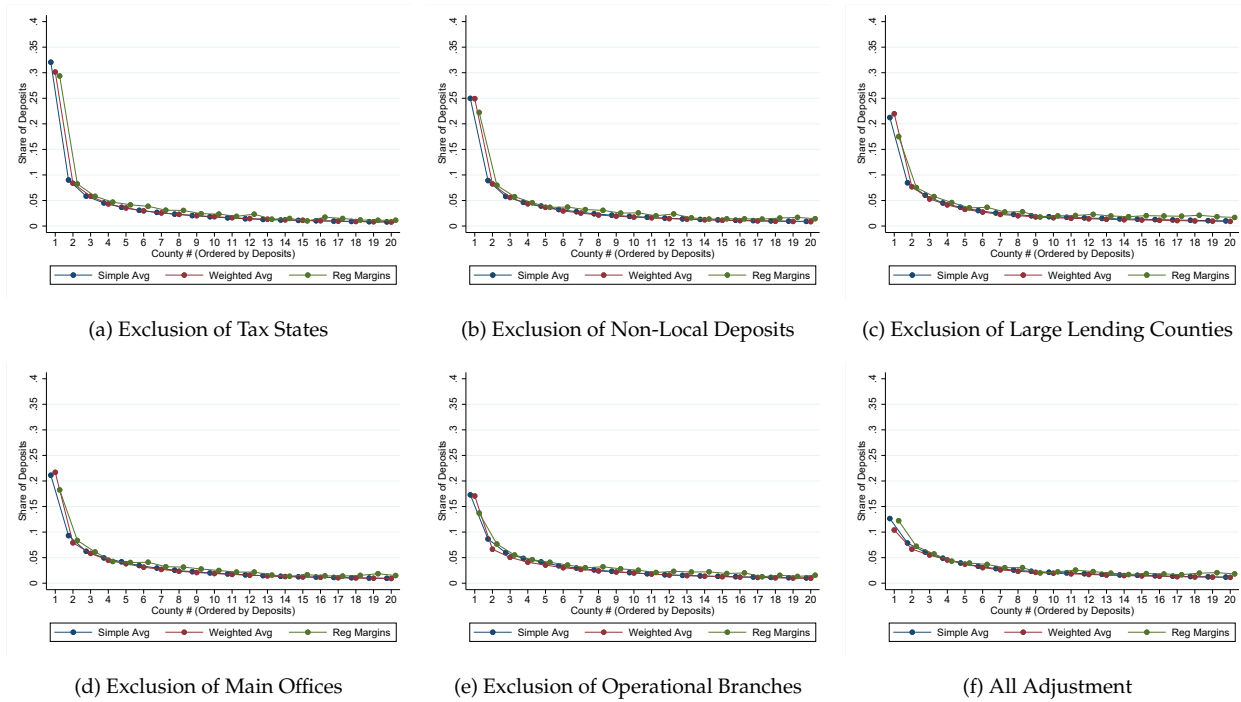 .4
.35
.3
.25
.2
.15
.1
.05
0
Share of Deposits
1 2 3 4 5 6 7 8 9 10 11 12 13 14 15 16 17 18 19 20
County # (Ordered by Deposits)
Simple Avg Weighted Avg Reg Margins
(a) Exclusion of Tax States
.4
.35
.3
.25
.2
.15
.1
.05
0
Share of Deposits
1 2 3 4 5 6 7 8 9 10 11 12 13 14 15 16 17 18 19 20
County # (Ordered by Deposits)
Simple Avg Weighted Avg Reg Margins
(b) Exclusion of Non-Local Deposits
.4
.35
.3
.25
.2
.15
.1
.05
0
Share of Deposits
1 2 3 4 5 6 7 8 9 10 11 12 13 14 15 16 17 18 19 20
County # (Ordered by Deposits)
Simple Avg Weighted Avg Reg Margins
(c) Exclusion of Large Lending Counties
.4
.35
.3
.25
.2
.15
.1
.05
0
Share of Deposits
1 2 3 4 5 6 7 8 9 10 11 12 13 14 15 16 17 18 19 20
County # (Ordered by Deposits)
Simple Avg Weighted Avg Reg Margins
(d) Exclusion of Main Offices
.4
.35
.3
.25
.2
.15
.1
.05
0
Share of Deposits
1 2 3 4 5 6 7 8 9 10 11 12 13 14 15 16 17 18 19 20
County # (Ordered by Deposits)
Simple Avg Weighted Avg Reg Margins
(e) Exclusion of Operational Branches
.4
.35
.3
.25
.2
.15
.1
.05
0
Share of Deposits
1 2 3 4 5 6 7 8 9 10 11 12 13 14 15 16 17 18 19 20
County # (Ordered by Deposits)
Simple Avg Weighted Avg Reg Margins
(f) All Adjustment